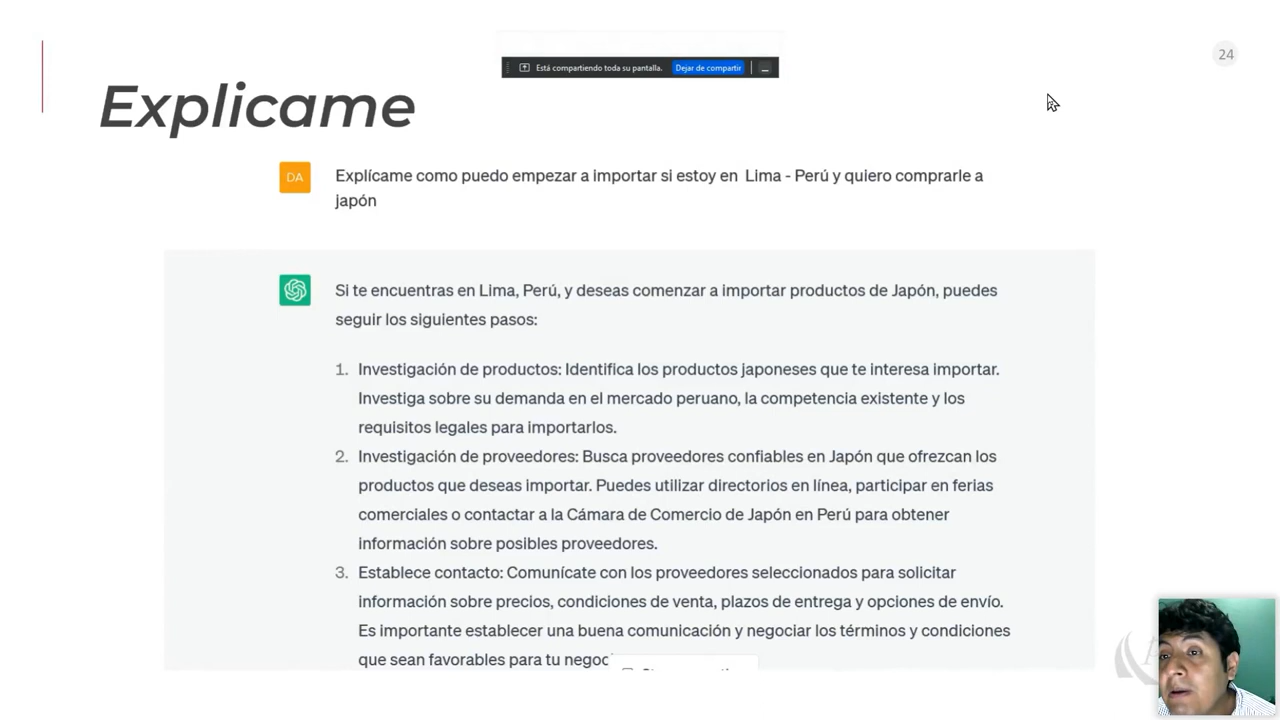 24
Está compartiendo toda su pantalla. Dejar de compartir
Explicame
DA
Explícame como puedo empezar a importar si estoy en Lima - Perú y quiero comprarle a
japón
Si te encuentras en Lima, Perú, y deseas comenzar a importar productos de Japón, puedes
seguir los siguientes pasos:
1. Investigación de productos: Identifica los productos japoneses que te interesa importar.
Investiga sobre su demanda en el mercado peruano, la competencia existente y los
requisitos legales para importarlos.
2. Investigación de proveedores: Busca proveedores confiables en Japón que ofrezcan los
productos que deseas importar. Puedes utilizar directorios en línea, participar en ferias
comerciales o contactar a la Cámara de Comercio de Japón en Perú para obtener
información sobre posibles proveedores.
3. Establece contacto: Comunícate con los proveedores seleccionados para solicitar
información sobre precios, condiciones de venta, plazos de entrega y opciones de envío.
Es importante establecer una buena comunicación y negociar los términos y condiciones
que sean favorables para tu